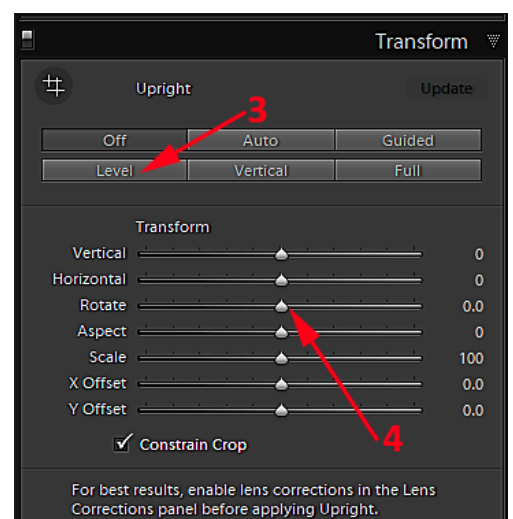 Transform
Upright Update
3
Off Auto Guided
Level Vertical Full
Transform
Vertical 0
Horizontal 0
Rotate 0.0
Aspect 0
Scale 100
X Offset 0.0
Y Offset 0.0
4
Constrain Crop
For best results, enable lens corrections in the Lens
Corrections panel before applying Upright.